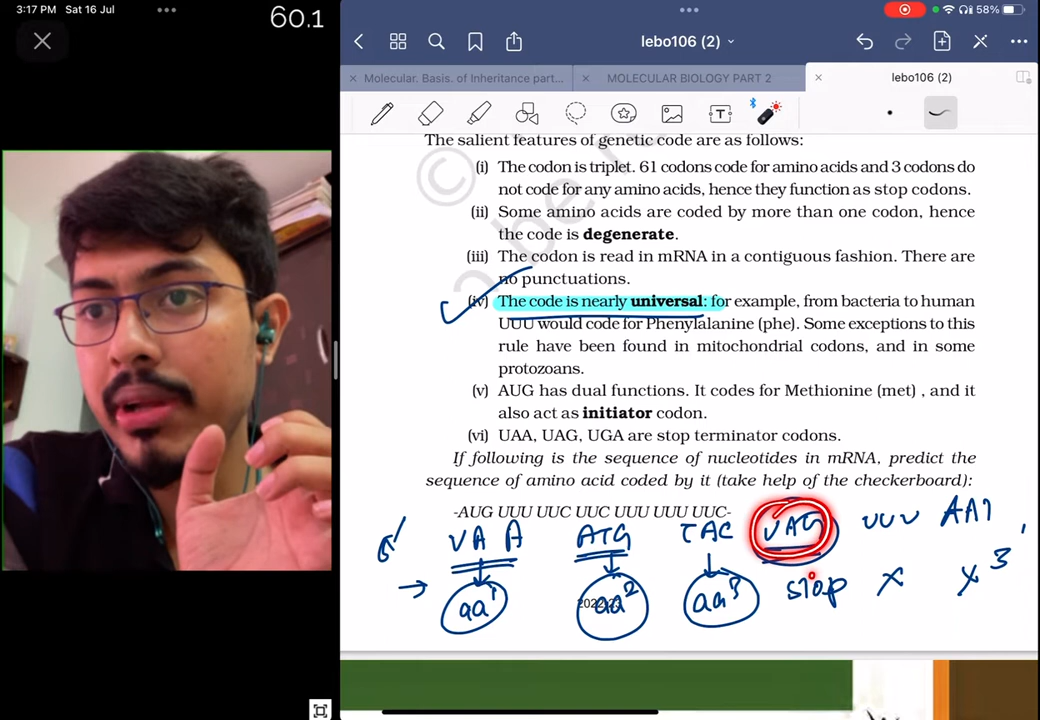 3:17 PM Sat 16 Jul
60.1
58%
lebo106 (2)
Molecular. Basis. of Inheritance part...
MOLECULAR BIOLOGY PART 2
lebo106 (2)
The salient features of genetic code are as follows:
(i) The codon is triplet. 61 codons code for amino acids and 3 codons do
not code for any amino acids, hence they function as stop codons.
(ii) Some amino acids are coded by more than one codon, hence
the code is degenerate.
(iii) The codon is read in mRNA in a contiguous fashion. There are
no punctuations.
(iv) The code is nearly universal: for example, from bacteria to human
UUU would code for Phenylalanine (phe). Some exceptions to this
rule have been found in mitochondrial codons, and in some
protozoans.
(v) AUG has dual functions. It codes for Methionine (met) , and it
also act as initiator codon.
(vi) UAA, UAG, UGA are stop terminator codons.
If following is the sequence of nucleotides in mRNA, predict the
sequence of amino acid coded by it (take help of the checkerboard):
-AUG UUU UUC UUC UUU UUU UUC-
5' UAA ATG TAC UAG UUU AAT 3'
aa1 aa2 aa3 stop x x